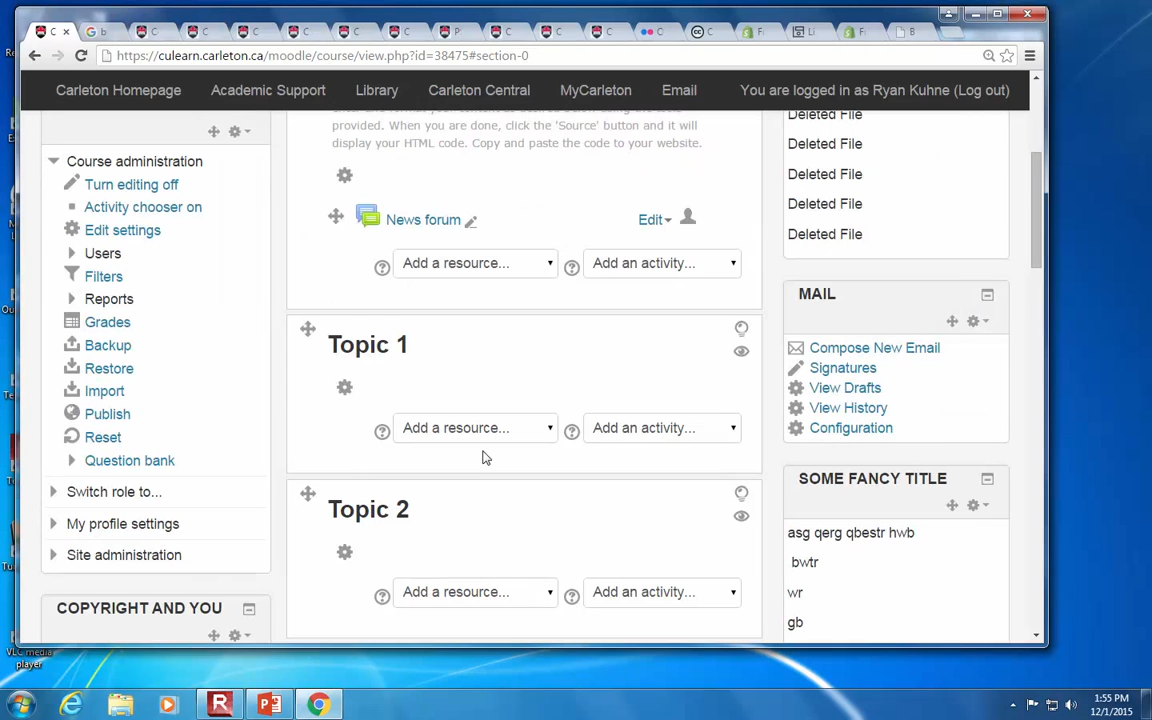 C
b
C
C
C
C
P
C
C
C
C
Fi
Li
Fi
B
https://culearn.carleton.ca/moodle/course/view.php?id=38475#section-0
Carleton Homepage
Academic Support
Library
Carleton Central
MyCarleton
Email
You are logged in as Ryan Kuhne (Log out)
Course administration
Turn editing off
Activity chooser on
Edit settings
Users
Filters
Reports
Grades
Backup
Restore
Import
Publish
Reset
Question bank
Switch role to...
My profile settings
Site administration
COPYRIGHT AND YOU
provided. When you are done, click the 'Source' button and it will
display your HTML code. Copy and paste the code to your website.
News forum
Edit
Add a resource...
Add an activity...
Topic 1
Add a resource...
Add an activity...
Topic 2
Add a resource...
Add an activity...
Deleted File
Deleted File
Deleted File
Deleted File
Deleted File
MAIL
Compose New Email
Signatures
View Drafts
View History
Configuration
SOME FANCY TITLE
asg qerg qbestr hwb
bwtr
wr
gb
VLC media
player
1:55 PM
12/1/2015